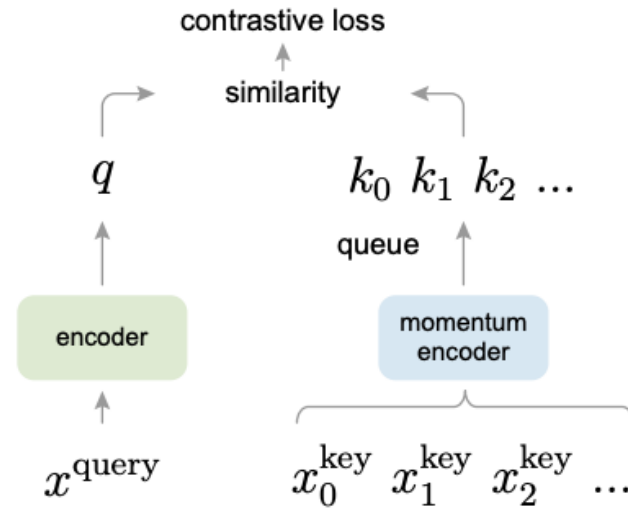 contrastive loss
similarity
q
k₀ k₁ k₂ ...
queue
encoder
momentum
encoder
x^query
x₀^key x₁^key x₂^key ...